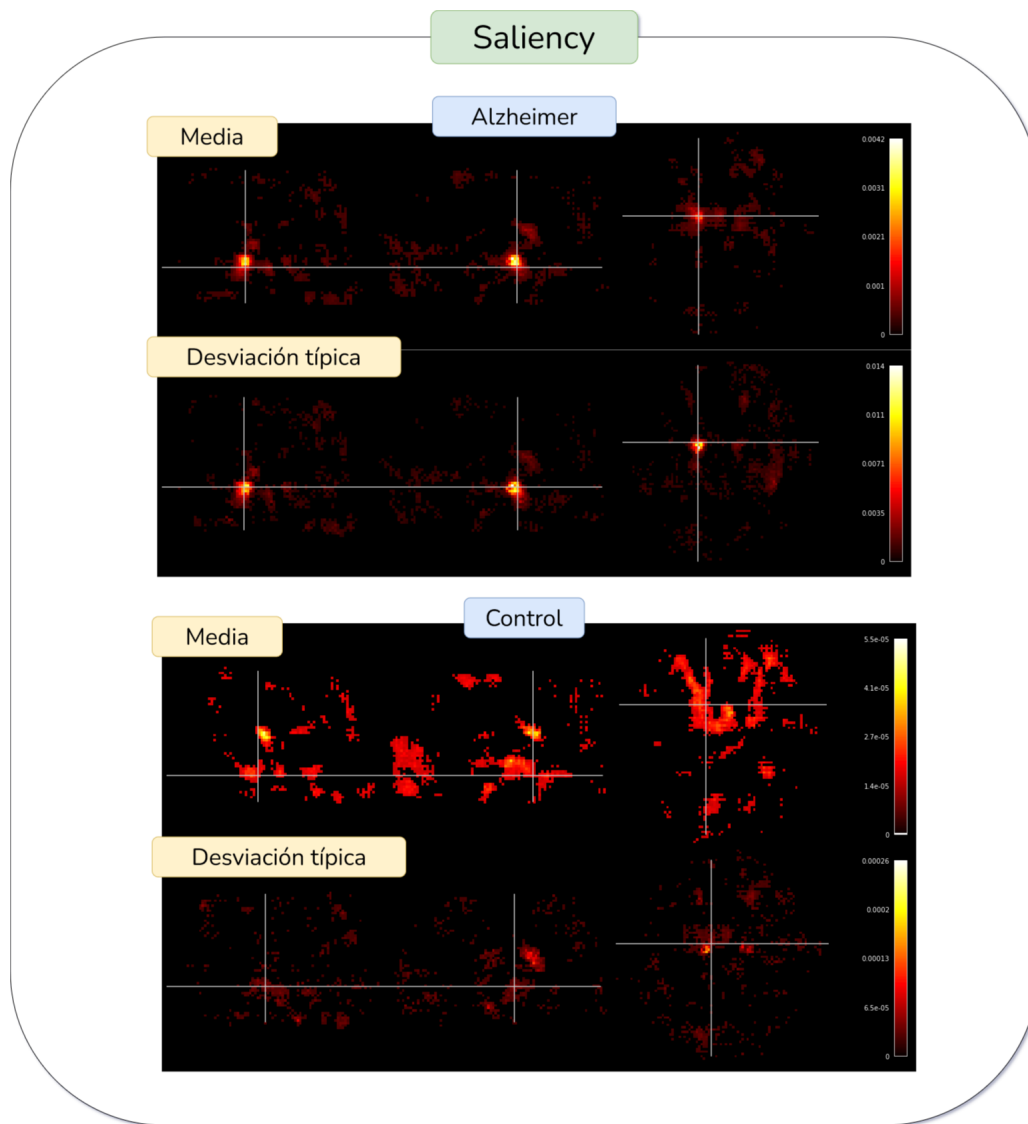 Saliency
Alzheimer
Media
0.0042
0.0031
0.0021
0.001
0
Desviación típica
0.014
0.011
0.0071
0.0035
0
Control
Media
5.5e-05
4.1e-05
2.7e-05
1.4e-05
0
Desviación típica
0.00026
0.0002
0.00013
6.5e-05
0